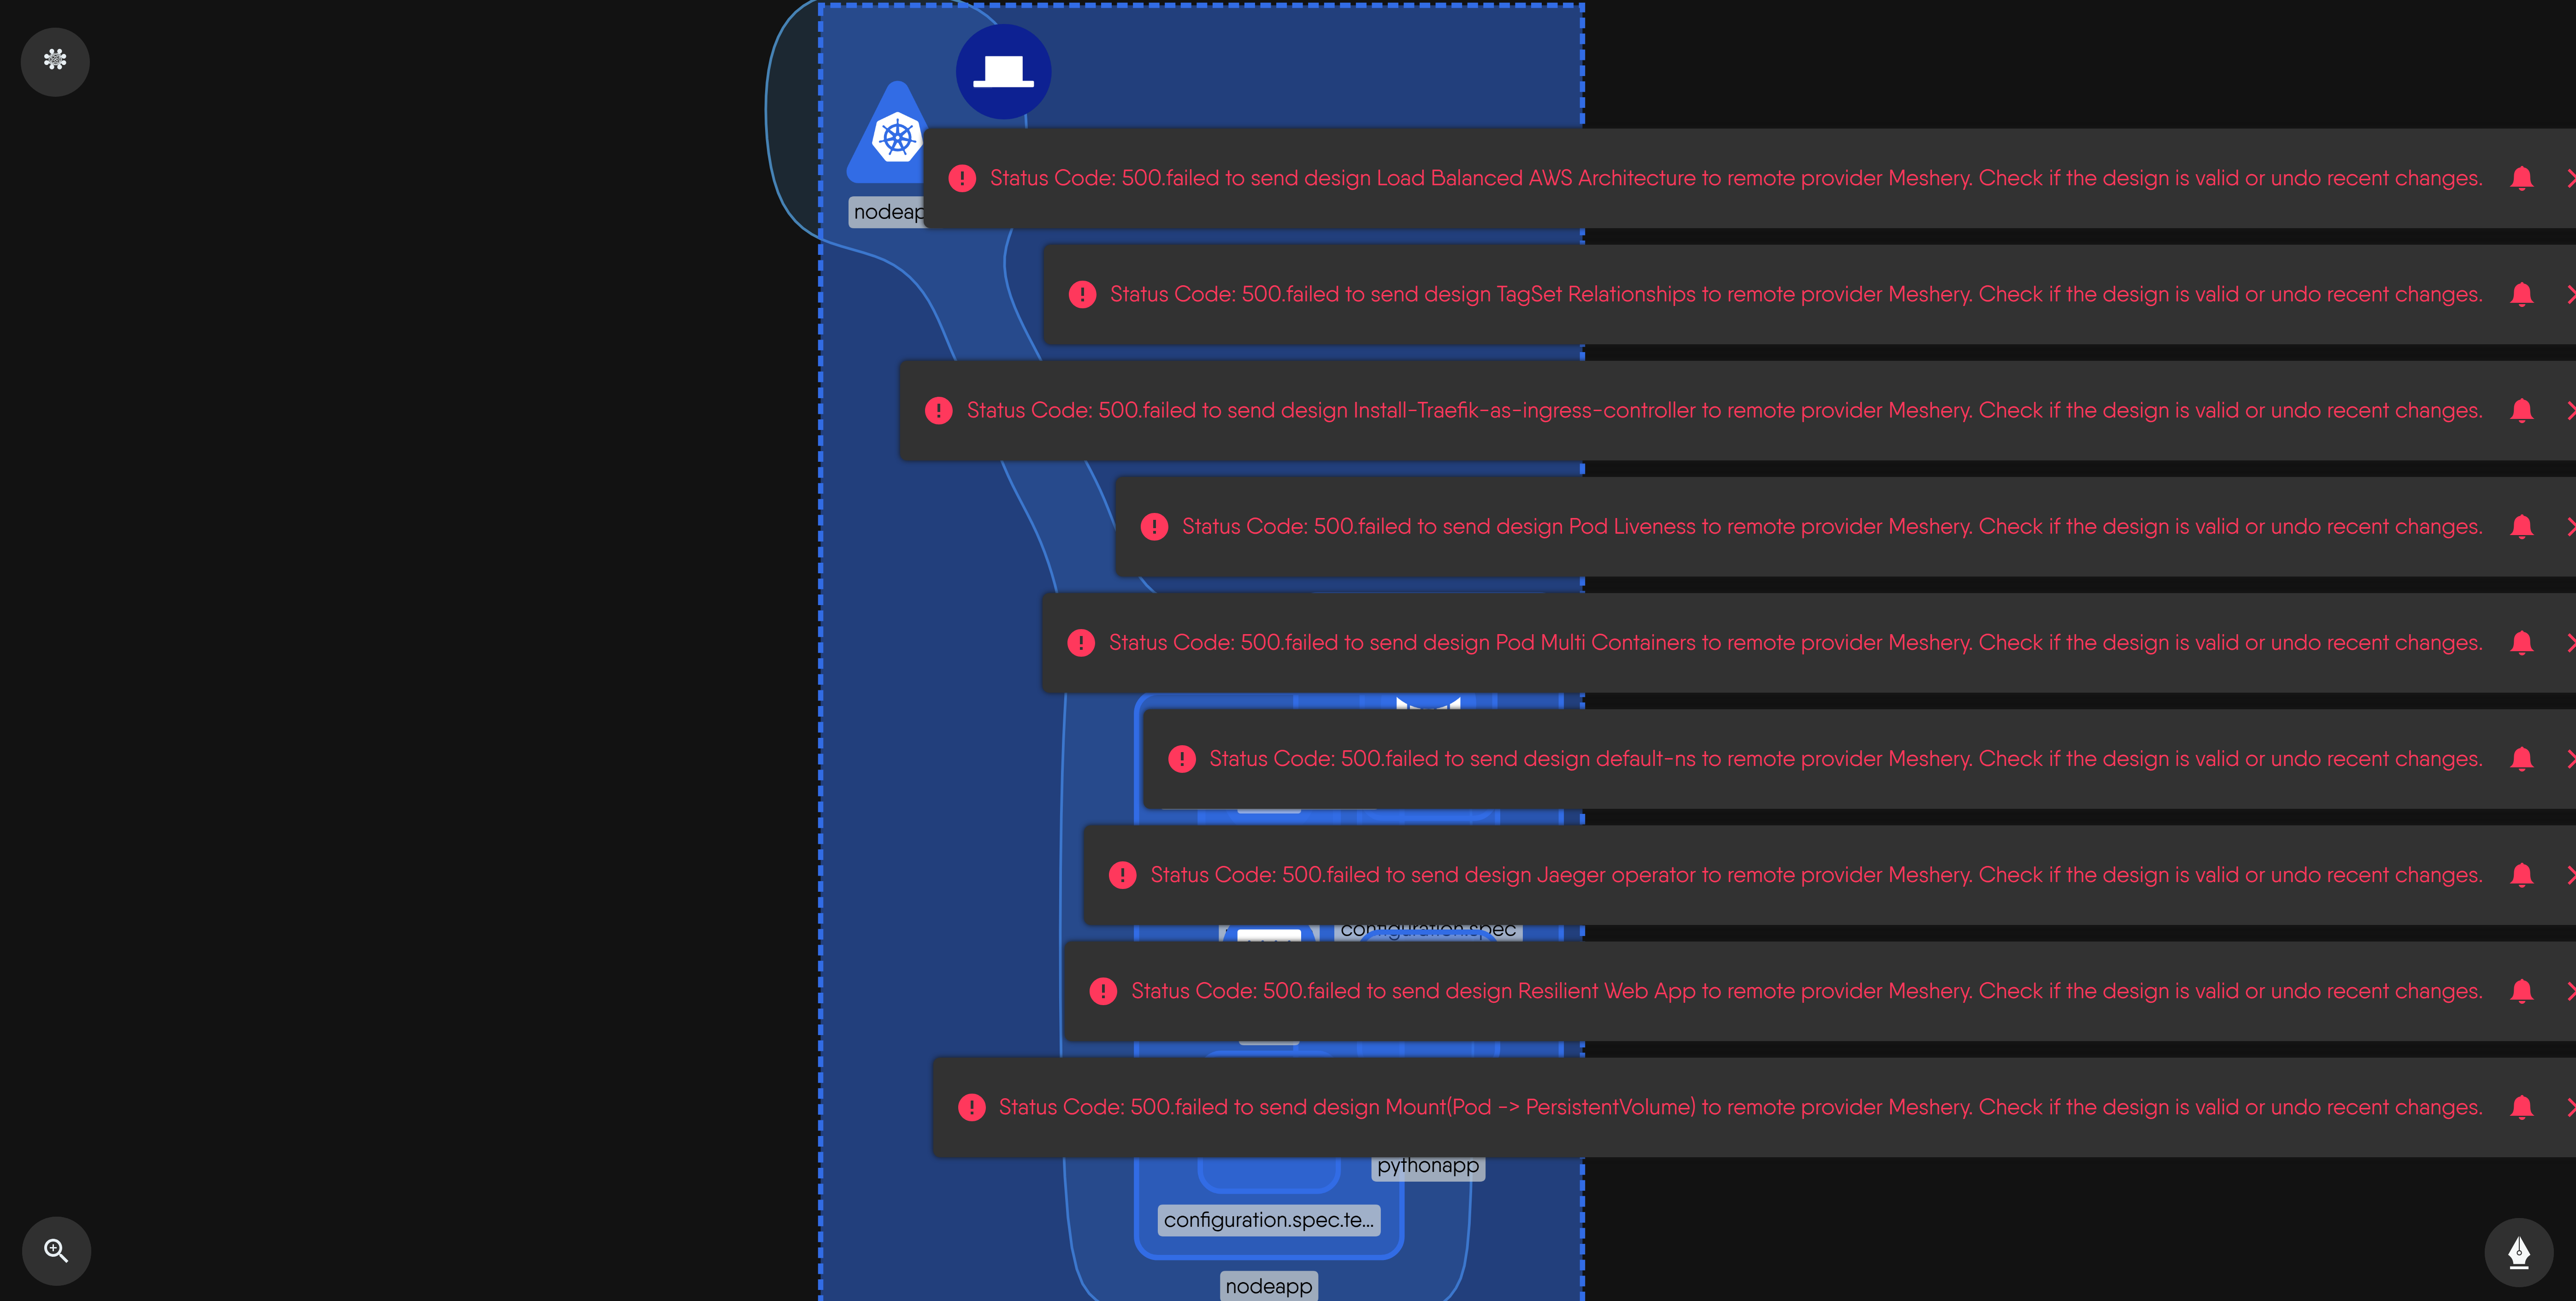 nodeap
Status Code: 500.failed to send design Load Balanced AWS Architecture to remote provider Meshery. Check if the design is valid or undo recent changes.
Status Code: 500.failed to send design TagSet Relationships to remote provider Meshery. Check if the design is valid or undo recent changes.
Status Code: 500.failed to send design Install-Traefik-as-ingress-controller to remote provider Meshery. Check if the design is valid or undo recent changes.
Status Code: 500.failed to send design Pod Liveness to remote provider Meshery. Check if the design is valid or undo recent changes.
Status Code: 500.failed to send design Pod Multi Containers to remote provider Meshery. Check if the design is valid or undo recent changes.
Status Code: 500.failed to send design default-ns to remote provider Meshery. Check if the design is valid or undo recent changes.
Status Code: 500.failed to send design Jaeger operator to remote provider Meshery. Check if the design is valid or undo recent changes.
configuration.spec
Status Code: 500.failed to send design Resilient Web App to remote provider Meshery. Check if the design is valid or undo recent changes.
Status Code: 500.failed to send design Mount(Pod -> PersistentVolume) to remote provider Meshery. Check if the design is valid or undo recent changes.
pythonapp
configuration.spec.te...
nodeapp